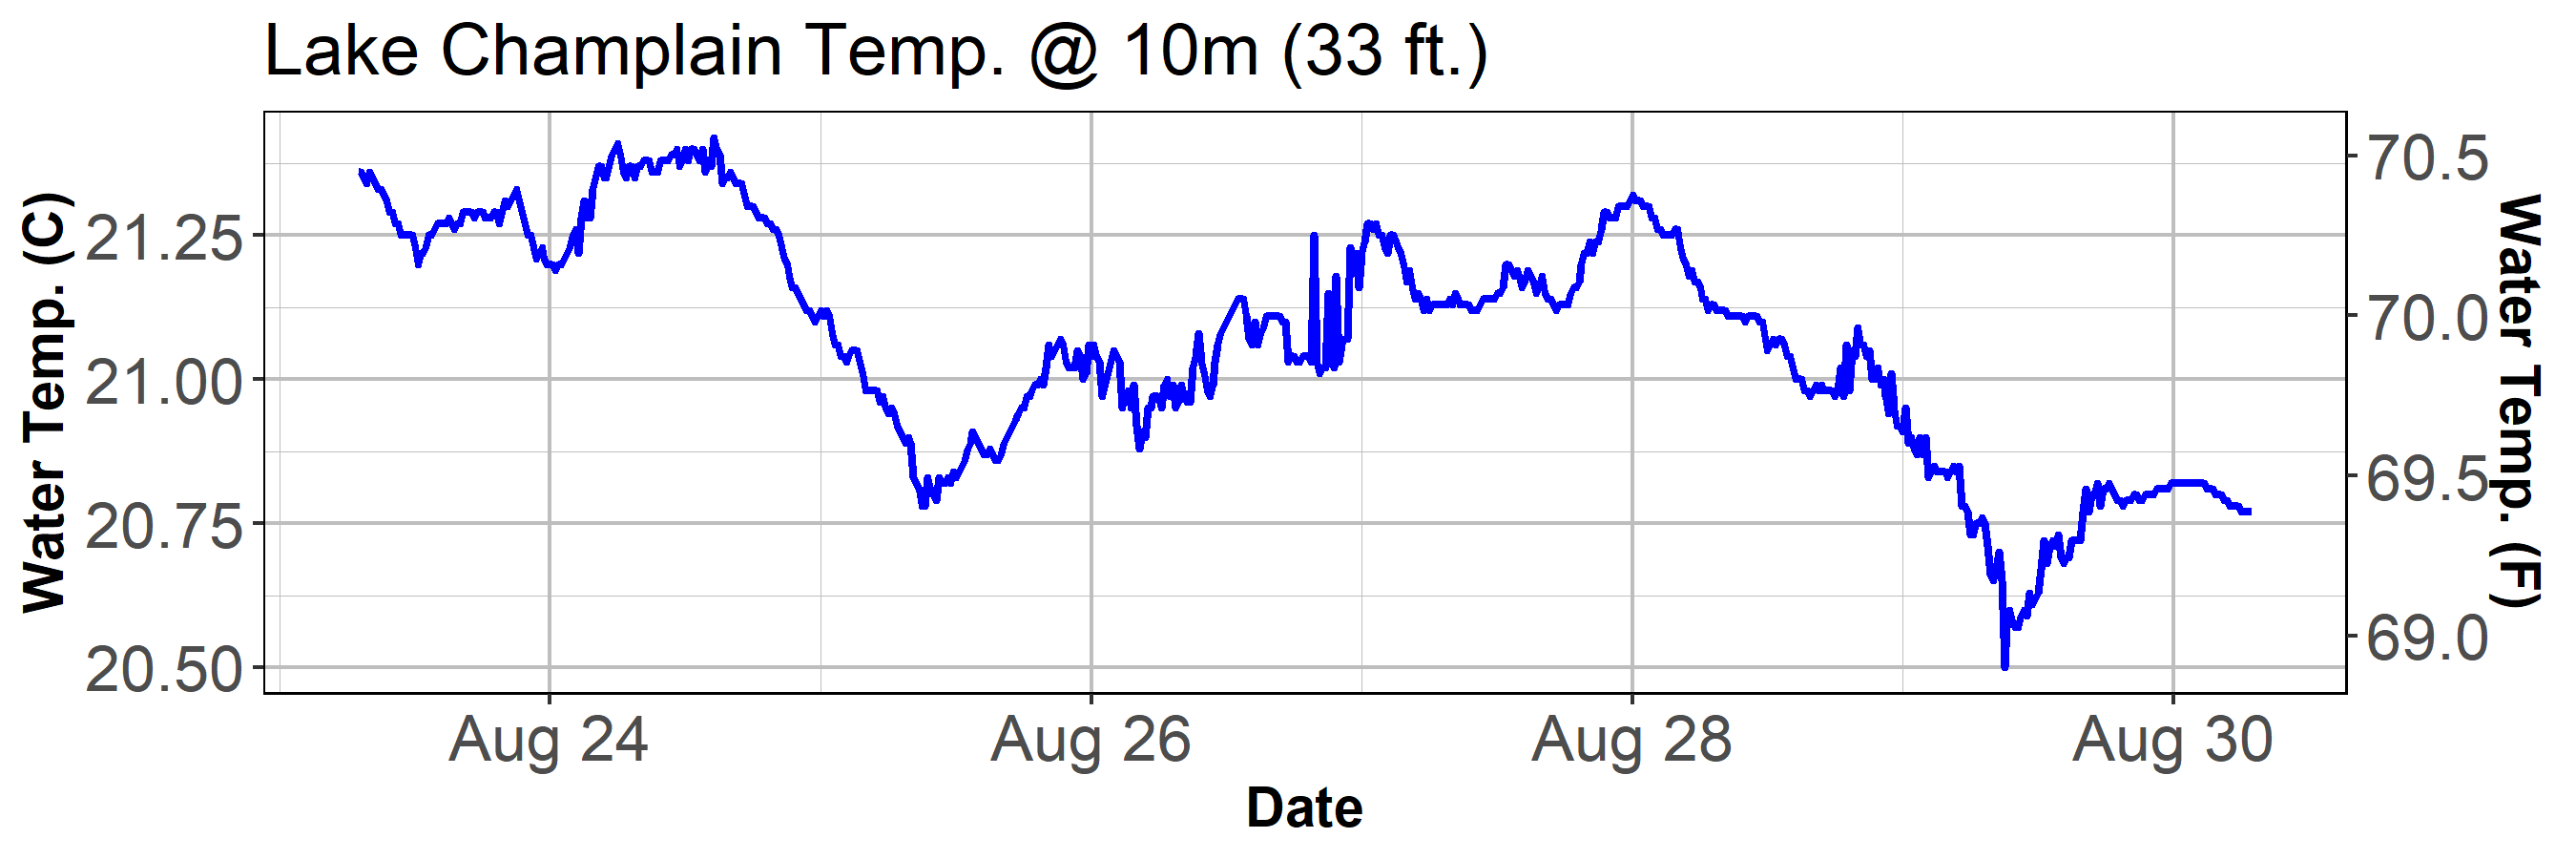 Lake Champlain Temp. @ 10m (33 ft.)
Water Temp. (C)
21.25
21.00
20.75
20.50
70.5
70.0
69.5
69.0
Water Temp. (F)
Aug 24
Aug 26
Aug 28
Aug 30
Date